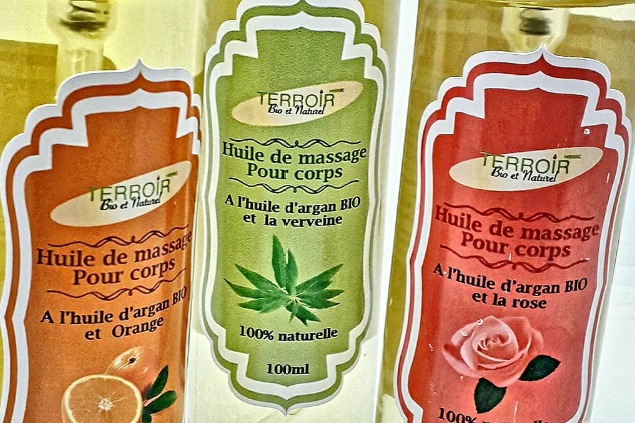 TERROIR
Bio et Naturel
Huile de massage
Pour corps
A l'huile d'argan BIO
et Orange
TERROIR
Bio et Naturel
Huile de massage
Pour corps
A l'huile d'argan BIO
et la verveine
100% naturelle
100ml
TERROIR
Bio et Naturel
Huile de massage
Pour corps
A l'huile d'argan BIO
et la rose
100% naturelle